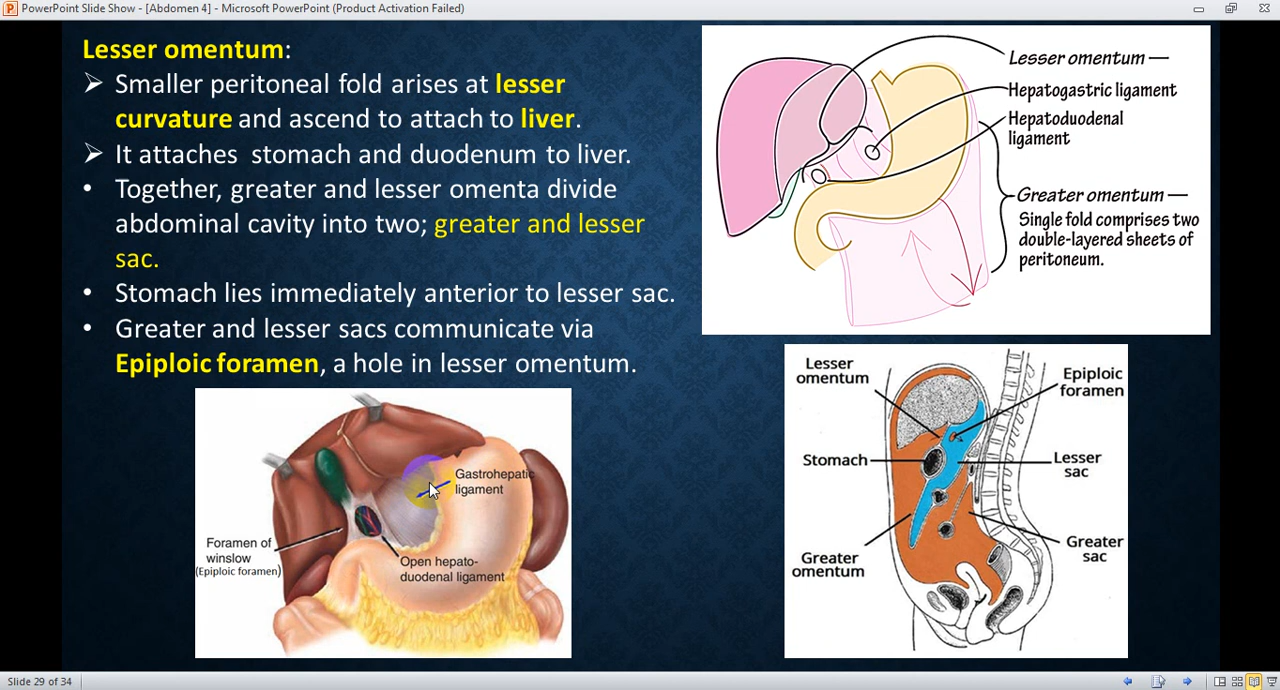 PowerPoint Slide Show - [Abdomen 4] - Microsoft PowerPoint (Product Activation Failed)
Lesser omentum:
➢ Smaller peritoneal fold arises at lesser
curvature and ascend to attach to liver.
➢ It attaches stomach and duodenum to liver.
• Together, greater and lesser omenta divide
abdominal cavity into two; greater and lesser
sac.
• Stomach lies immediately anterior to lesser sac.
• Greater and lesser sacs communicate via
Epiploic foramen, a hole in lesser omentum.
Lesser omentum —
Hepatogastric ligament
Hepatoduodenal
ligament
Greater omentum —
Single fold comprises two
double-layered sheets of
peritoneum.
Gastrohepatic
ligament
Foramen of
winslow
(Epiploic foramen)
Open hepato-
duodenal ligament
Lesser
omentum
Epiploic
foramen
Stomach
Lesser
sac
Greater
omentum
Greater
sac
Slide 29 of 34